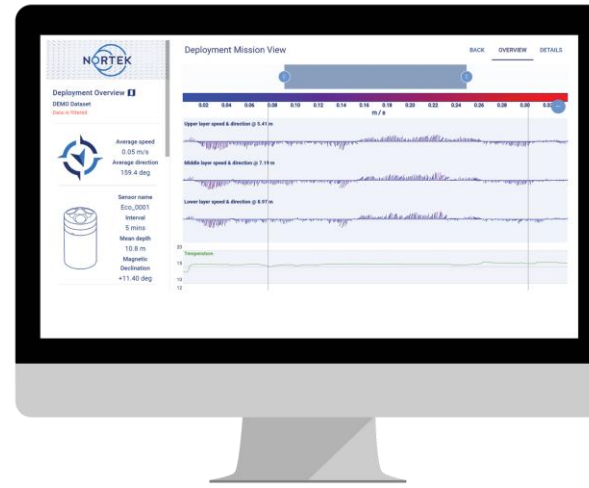 NORTEK
Deployment Overview
DEMO Dataset
Data is filtered
Average speed
0.05 m/s
Average direction
159.4 deg
Sensor name
Eco_0001
Interval
5 mins
Mean depth
10.8 m
Magnetic
Declination
+11.40 deg
Deployment Mission View
BACK OVERVIEW DETAILS
0.02 0.04 0.06 0.08 0.10 0.12 0.14 0.16 0.18 0.20 0.22 0.24 0.26 0.28 0.30
m / s
Upper layer speed & direction @ 5.41 m
Middle layer speed & direction @ 7.19 m
Lower layer speed & direction @ 8.97 m
20
Temperature
15
10
12